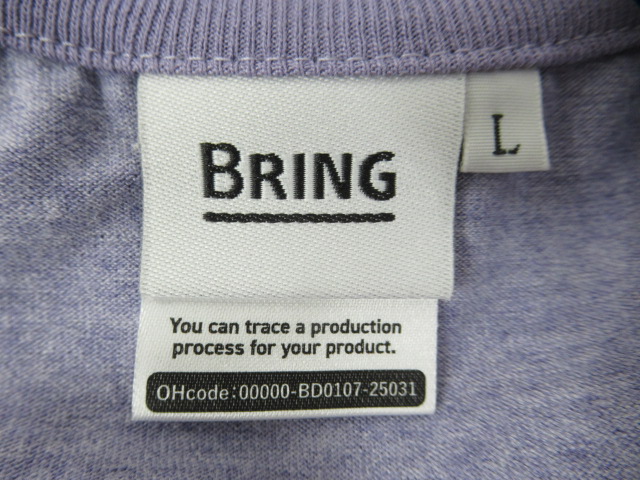 BRING
L
You can trace a production
process for your product.
OHcode:00000-BD0107-25031